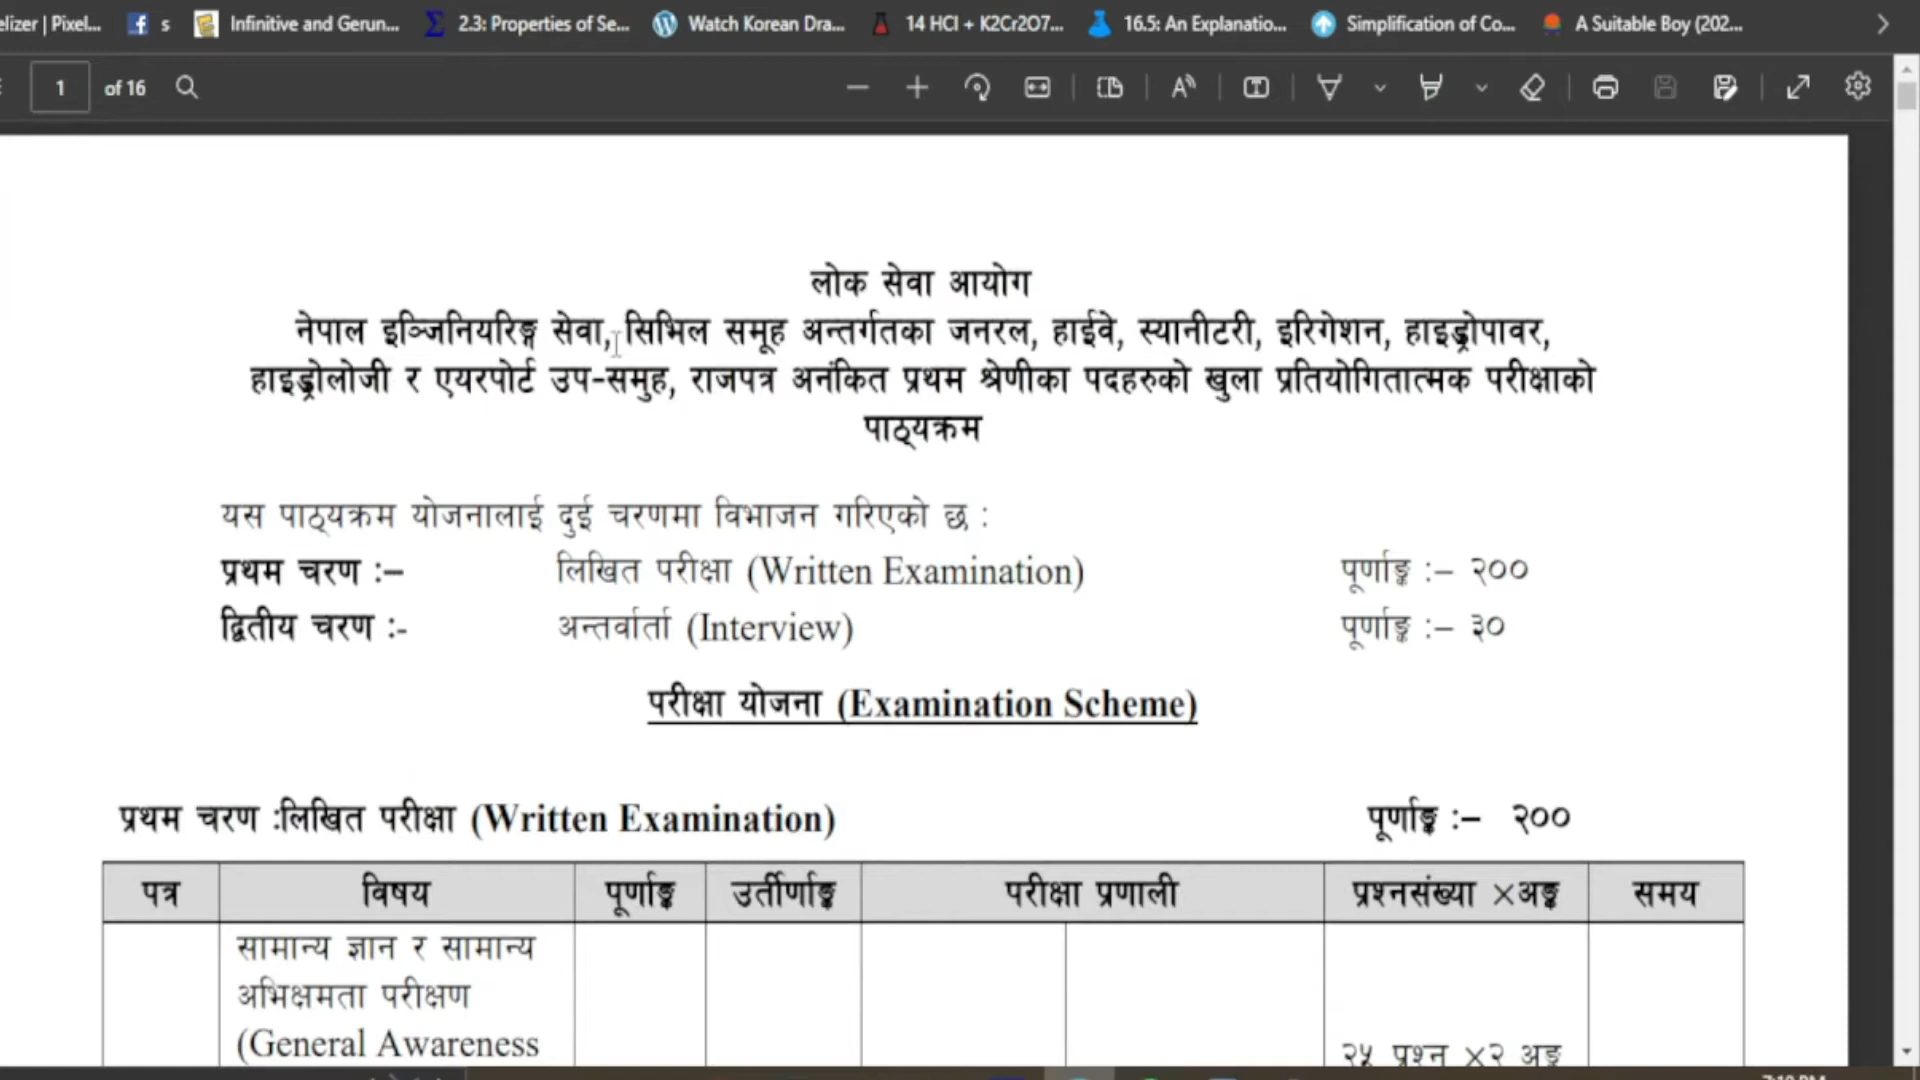 elizer | Pixel... s Infinitive and Gerun... 2.3: Properties of Se... Watch Korean Dra... 14 HCl + K2Cr2O7... 16.5: An Explanatio... Simplification of Co... A Suitable Boy (202...
1 of 16
लोक सेवा आयोग
नेपाल इञ्जिनियरिङ्ग सेवा, सिभिल समूह अन्तर्गतका जनरल, हाईवे, स्यानीटरी, इरिगेशन, हाइड्रोपावर,
हाइड्रोलोजी र एयरपोर्ट उप-समुह, राजपत्र अनंकित प्रथम श्रेणीका पदहरुको खुला प्रतियोगितात्मक परीक्षाको
पाठ्यक्रम
यस पाठ्यक्रम योजनालाई दुई चरणमा विभाजन गरिएको छ :
प्रथम चरण :– लिखित परीक्षा (Written Examination) पूर्णाङ्क :– २००
द्वितीय चरण :- अन्तर्वार्ता (Interview) पूर्णाङ्क :– ३०
परीक्षा योजना (Examination Scheme)
प्रथम चरण :लिखित परीक्षा (Written Examination) पूर्णाङ्क :– २००
पत्र विषय पूर्णाङ्क उर्तीर्णाङ्क परीक्षा प्रणाली प्रश्नसंख्या ×अङ्क समय
सामान्य ज्ञान र सामान्य
अभिक्षमता परीक्षण
(General Awareness
२५ प्रश्न ×२ अङ्क